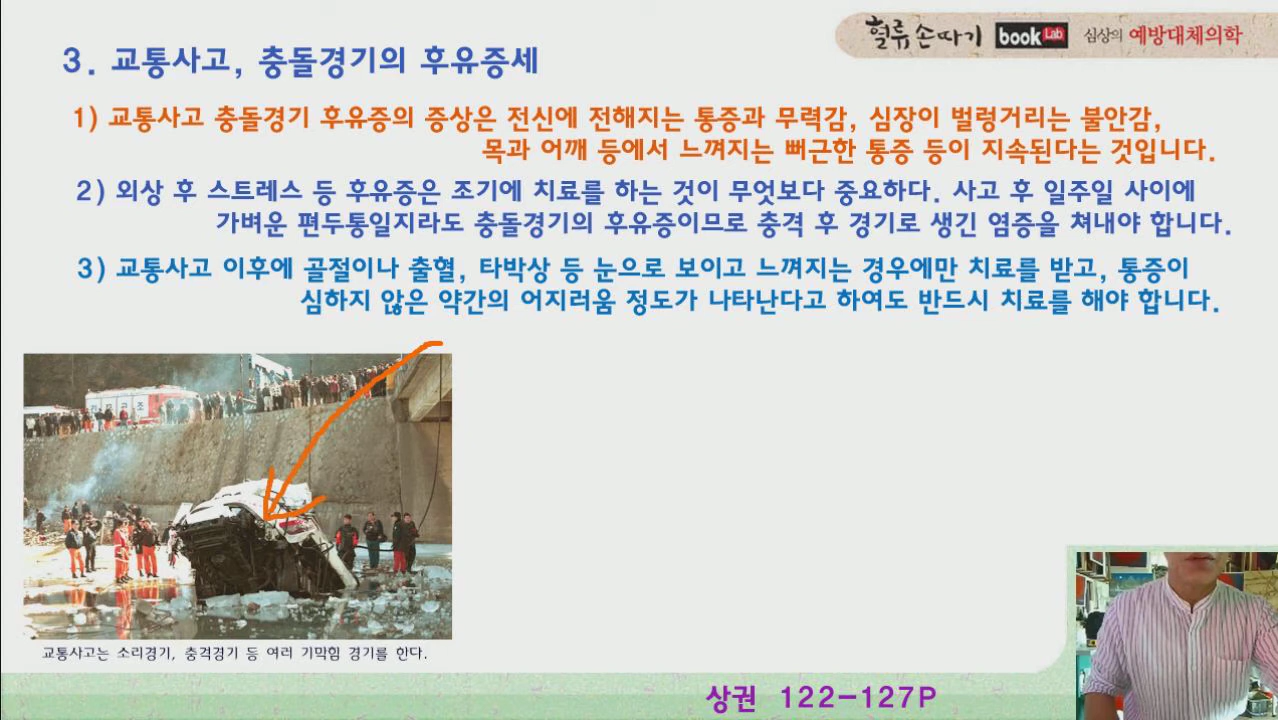 혈류 손따기 book Lab 심상의 예방대체의학
3. 교통사고, 충돌경기의 후유증세
1) 교통사고 충돌경기 후유증의 증상은 전신에 전해지는 통증과 무력감, 심장이 벌렁거리는 불안감,
목과 어깨 등에서 느껴지는 뻐근한 통증 등이 지속된다는 것입니다.
2) 외상 후 스트레스 등 후유증은 조기에 치료를 하는 것이 무엇보다 중요하다. 사고 후 일주일 사이에
가벼운 편두통일지라도 충돌경기의 후유증이므로 충격 후 경기로 생긴 염증을 쳐내야 합니다.
3) 교통사고 이후에 골절이나 출혈, 타박상 등 눈으로 보이고 느껴지는 경우에만 치료를 받고, 통증이
심하지 않은 약간의 어지러움 정도가 나타난다고 하여도 반드시 치료를 해야 합니다.
교통사고는 소리경기, 충격경기 등 여러 기막힘 경기를 한다.
상권 122-127P